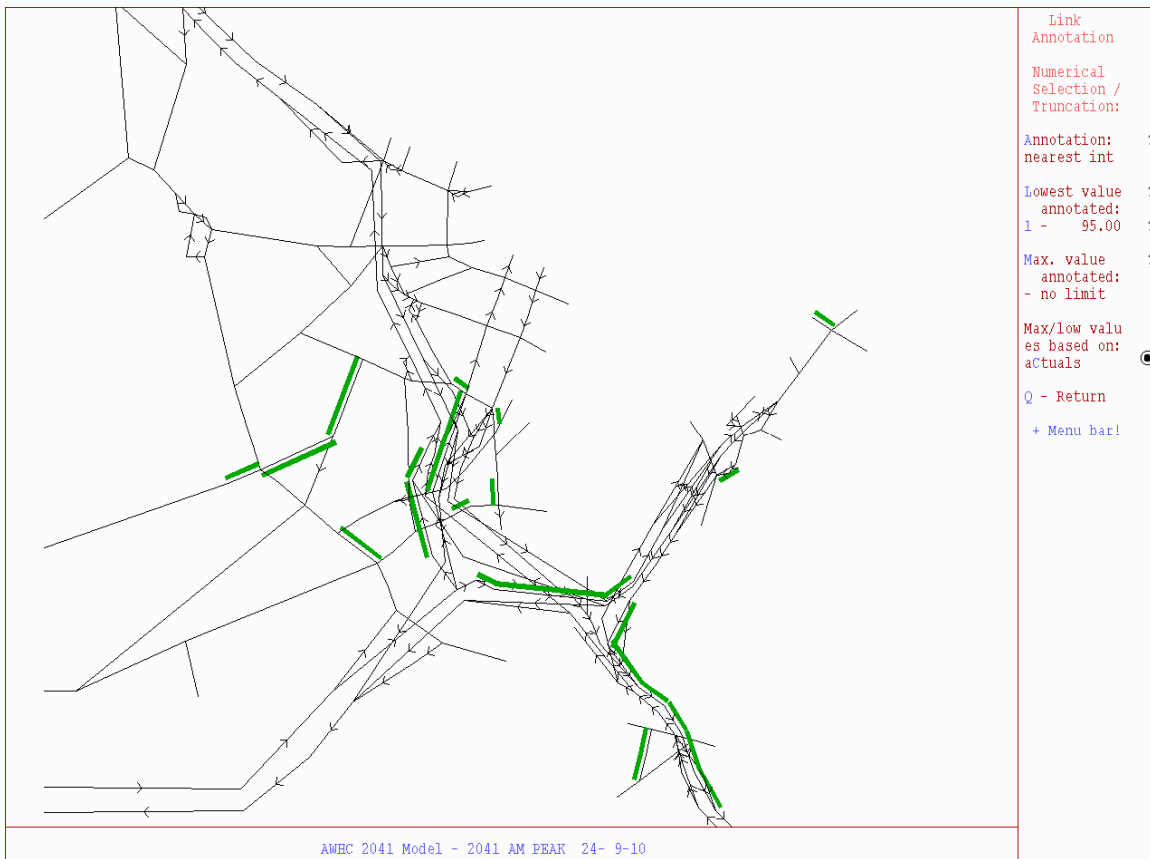 Link
Annotation
Numerical
Selection /
Truncation:
Annotation: ?
nearest int
Lowest value ?
annotated:
1 - 95.00 ?
Max. value ?
annotated:
- no limit
Max/low valu
es based on:
aCtuals
Q - Return
+ Menu bar!
AWHC 2041 Model - 2041 AM PEAK 24- 9-10